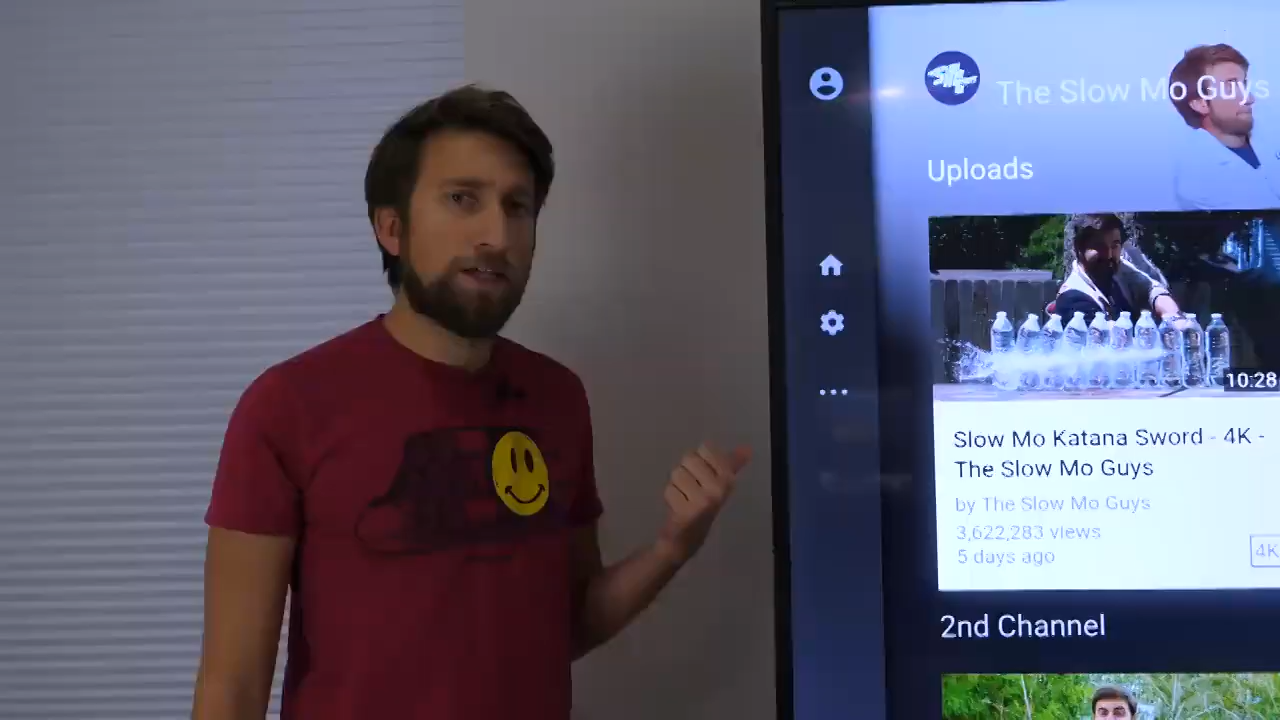 The Slow Mo Guys
Uploads
10:28
Slow Mo Katana Sword - 4K -
The Slow Mo Guys
by The Slow Mo Guys
3,622,283 views
5 days ago
4K
2nd Channel